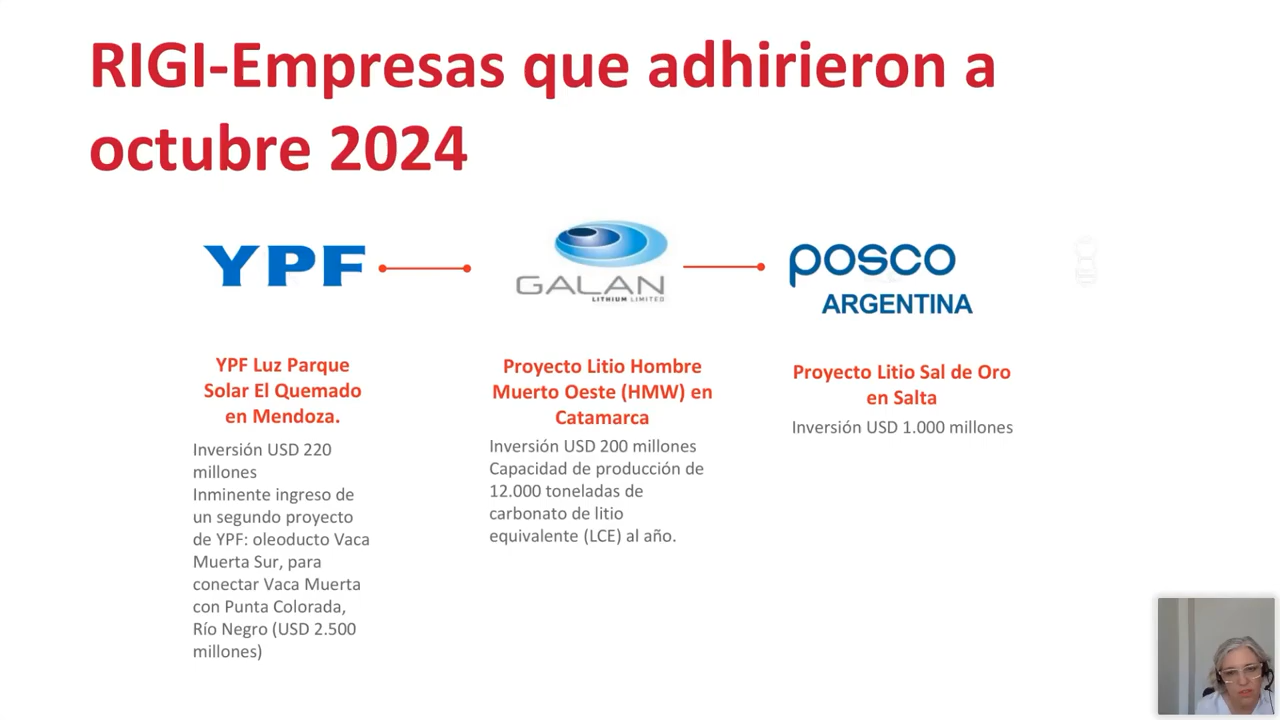 RIGI-Empresas que adhirieron a
octubre 2024
YPF
GALAN
LITHIUM LIMITED
posco
ARGENTINA
YPF Luz Parque
Solar El Quemado
en Mendoza.
Inversión USD 220
millones
Inminente ingreso de
un segundo proyecto
de YPF: oleoducto Vaca
Muerta Sur, para
conectar Vaca Muerta
con Punta Colorada,
Río Negro (USD 2.500
millones)
Proyecto Litio Hombre
Muerto Oeste (HMW) en
Catamarca
Inversión USD 200 millones
Capacidad de producción de
12.000 toneladas de
carbonato de litio
equivalente (LCE) al año.
Proyecto Litio Sal de Oro
en Salta
Inversión USD 1.000 millones